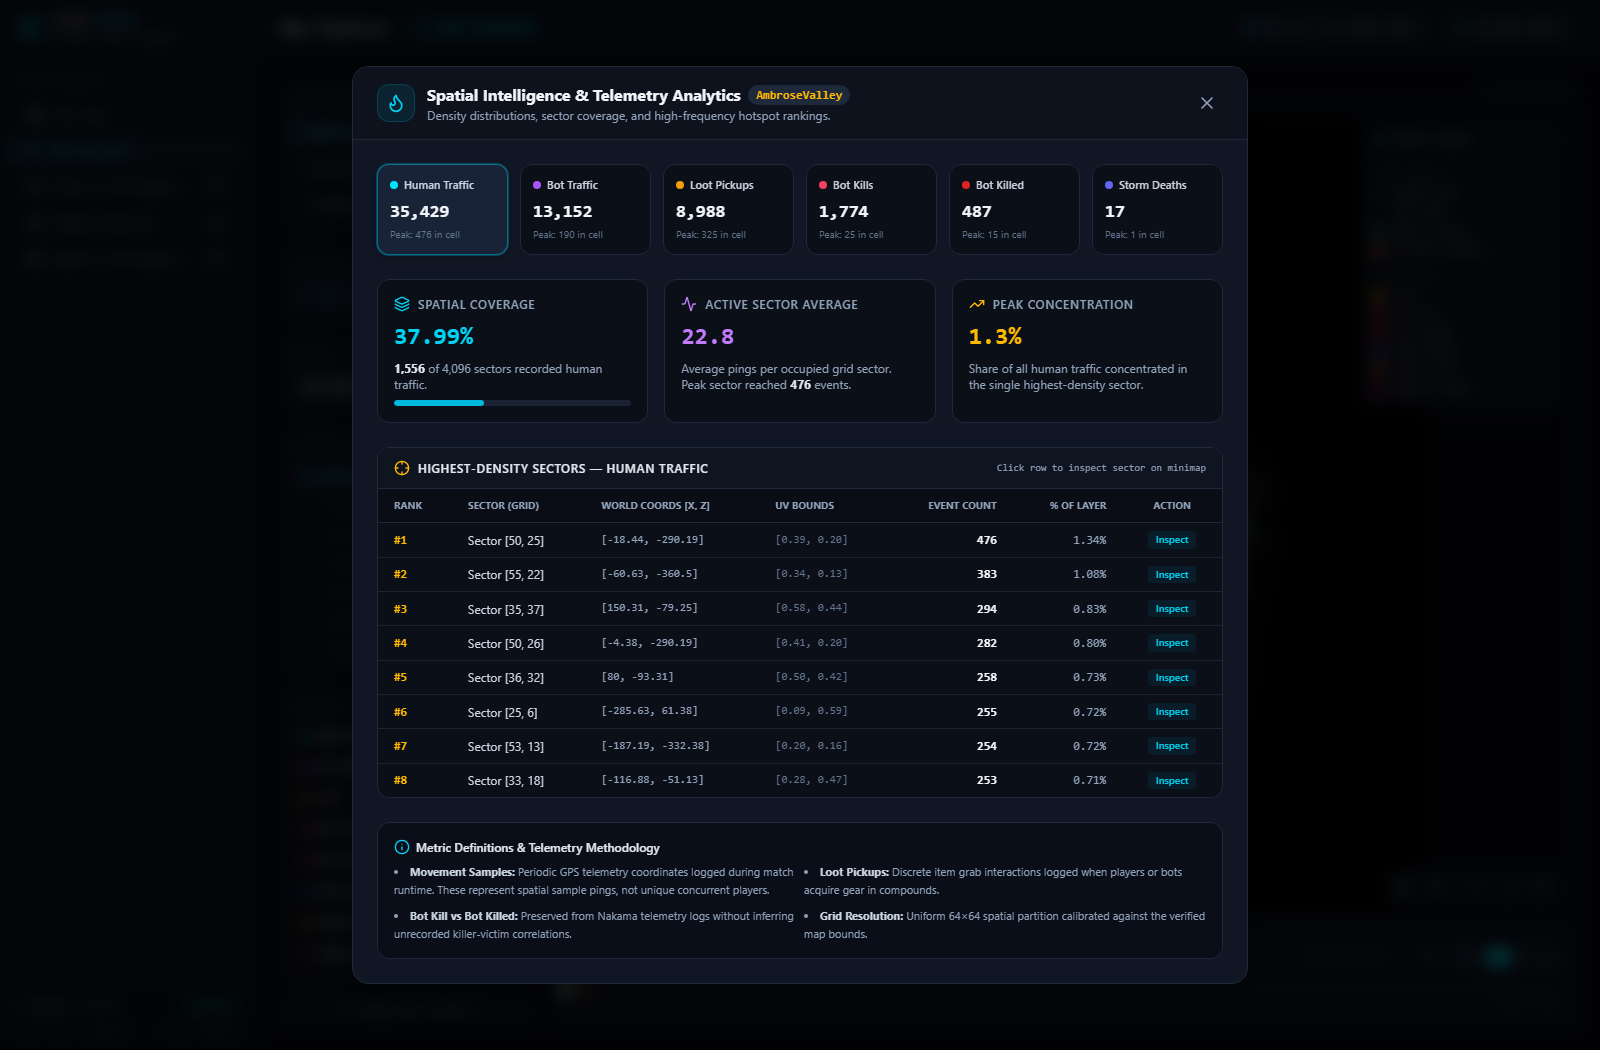 Spatial Intelligence & Telemetry Analytics AmbroseValley
Density distributions, sector coverage, and high-frequency hotspot rankings.
Human Traffic
35,429
Peak: 476 in cell
Bot Traffic
13,152
Peak: 190 in cell
Loot Pickups
8,988
Peak: 325 in cell
Bot Kills
1,774
Peak: 25 in cell
Bot Killed
487
Peak: 15 in cell
Storm Deaths
17
Peak: 1 in cell
SPATIAL COVERAGE
37.99%
1,556 of 4,096 sectors recorded human
traffic.
ACTIVE SECTOR AVERAGE
22.8
Average pings per occupied grid sector.
Peak sector reached 476 events.
PEAK CONCENTRATION
1.3%
Share of all human traffic concentrated in
the single highest-density sector.
HIGHEST-DENSITY SECTORS — HUMAN TRAFFIC Click row to inspect sector on minimap
RANK SECTOR (GRID) WORLD COORDS [X, Z] UV BOUNDS EVENT COUNT % OF LAYER ACTION
#1 Sector [50, 25] [-18.44, -290.19] [0.39, 0.20] 476 1.34% Inspect
#2 Sector [55, 22] [-60.63, -360.5] [0.34, 0.13] 383 1.08% Inspect
#3 Sector [35, 37] [150.31, -79.25] [0.58, 0.44] 294 0.83% Inspect
#4 Sector [50, 26] [-4.38, -290.19] [0.41, 0.20] 282 0.80% Inspect
#5 Sector [36, 32] [80, -93.31] [0.50, 0.42] 258 0.73% Inspect
#6 Sector [25, 6] [-285.63, 61.38] [0.09, 0.59] 255 0.72% Inspect
#7 Sector [53, 13] [-187.19, -332.38] [0.20, 0.16] 254 0.72% Inspect
#8 Sector [33, 18] [-116.88, -51.13] [0.28, 0.47] 253 0.71% Inspect
Metric Definitions & Telemetry Methodology
• Movement Samples: Periodic GPS telemetry coordinates logged during match
runtime. These represent spatial sample pings, not unique concurrent players.
• Loot Pickups: Discrete item grab interactions logged when players or bots
acquire gear in compounds.
• Bot Kill vs Bot Killed: Preserved from Nakama telemetry logs without inferring
unrecorded killer-victim correlations.
• Grid Resolution: Uniform 64×64 spatial partition calibrated against the verified
map bounds.